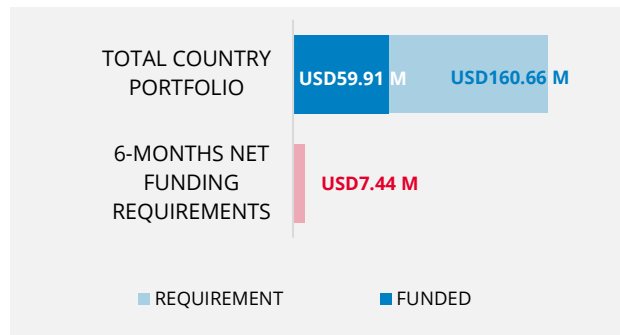 TOTAL COUNTRY
PORTFOLIO
USD59.91 M
USD160.66 M
6-MONTHS NET
FUNDING
REQUIREMENTS
USD7.44 M
REQUIREMENT
FUNDED